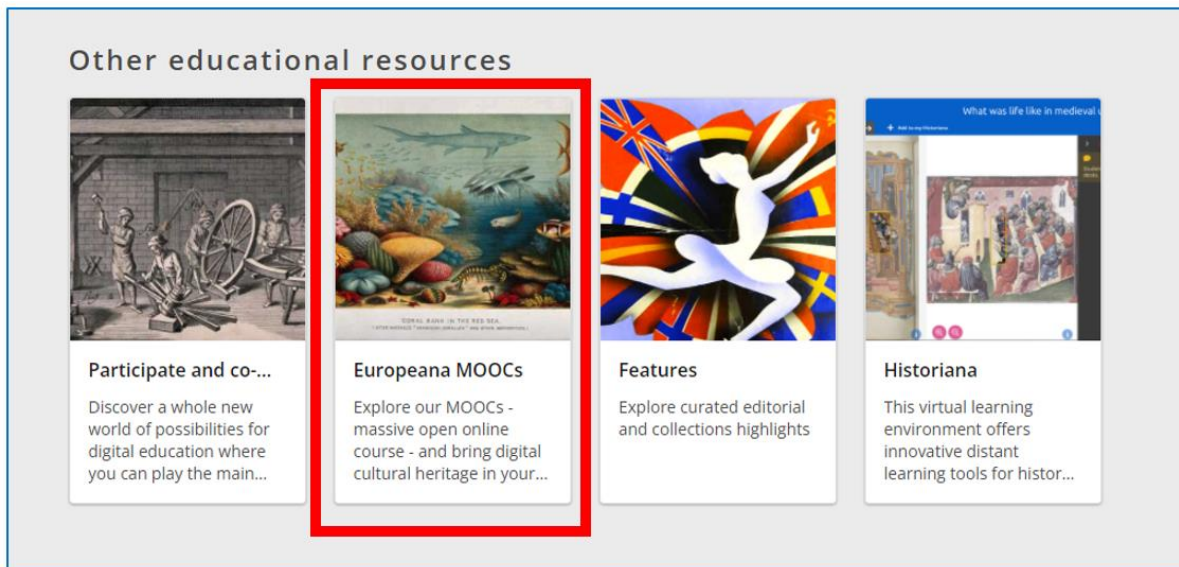 Other educational resources
What was life like in medieval u
Add to my Historiana
CORAL BANK IN THE RED SEA.
Participate and co-...
Discover a whole new
world of possibilities for
digital education where
you can play the main...
Europeana MOOCs
Explore our MOOCs -
massive open online
course - and bring digital
cultural heritage in your...
Features
Explore curated editorial
and collections highlights
Historiana
This virtual learning
environment offers
innovative distant
learning tools for histor...